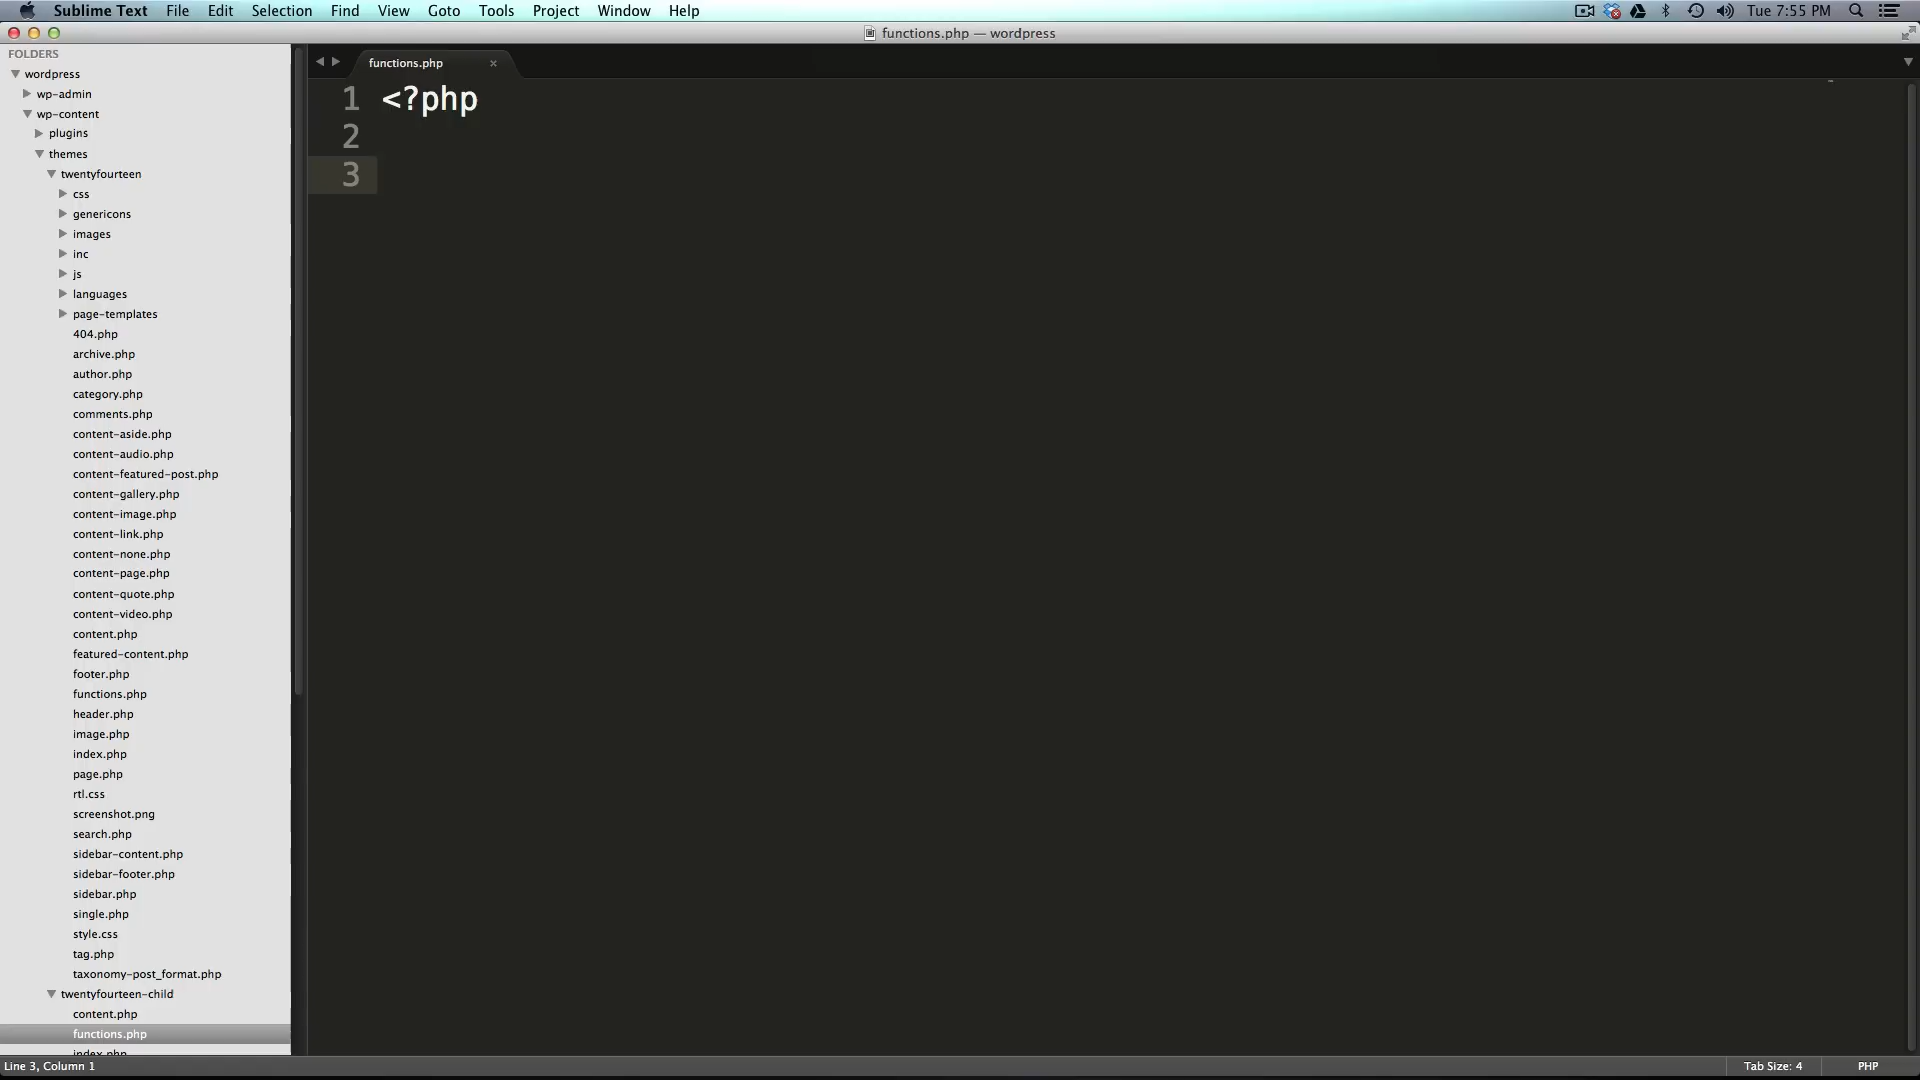 Sublime Text File Edit Selection Find View Goto Tools Project Window Help Tue 7:55 PM
functions.php — wordpress
FOLDERS
wordpress
wp-admin
wp-content
plugins
themes
twentyfourteen
css
genericons
images
inc
js
languages
page-templates
404.php
archive.php
author.php
category.php
comments.php
content-aside.php
content-audio.php
content-featured-post.php
content-gallery.php
content-image.php
content-link.php
content-none.php
content-page.php
content-quote.php
content-video.php
content.php
featured-content.php
footer.php
functions.php
header.php
image.php
index.php
page.php
rtl.css
screenshot.png
search.php
sidebar-content.php
sidebar-footer.php
sidebar.php
single.php
style.css
tag.php
taxonomy-post_format.php
twentyfourteen-child
content.php
functions.php
index.php
functions.php ×
1 <?php
2
3
Line 3, Column 1 Tab Size: 4 PHP